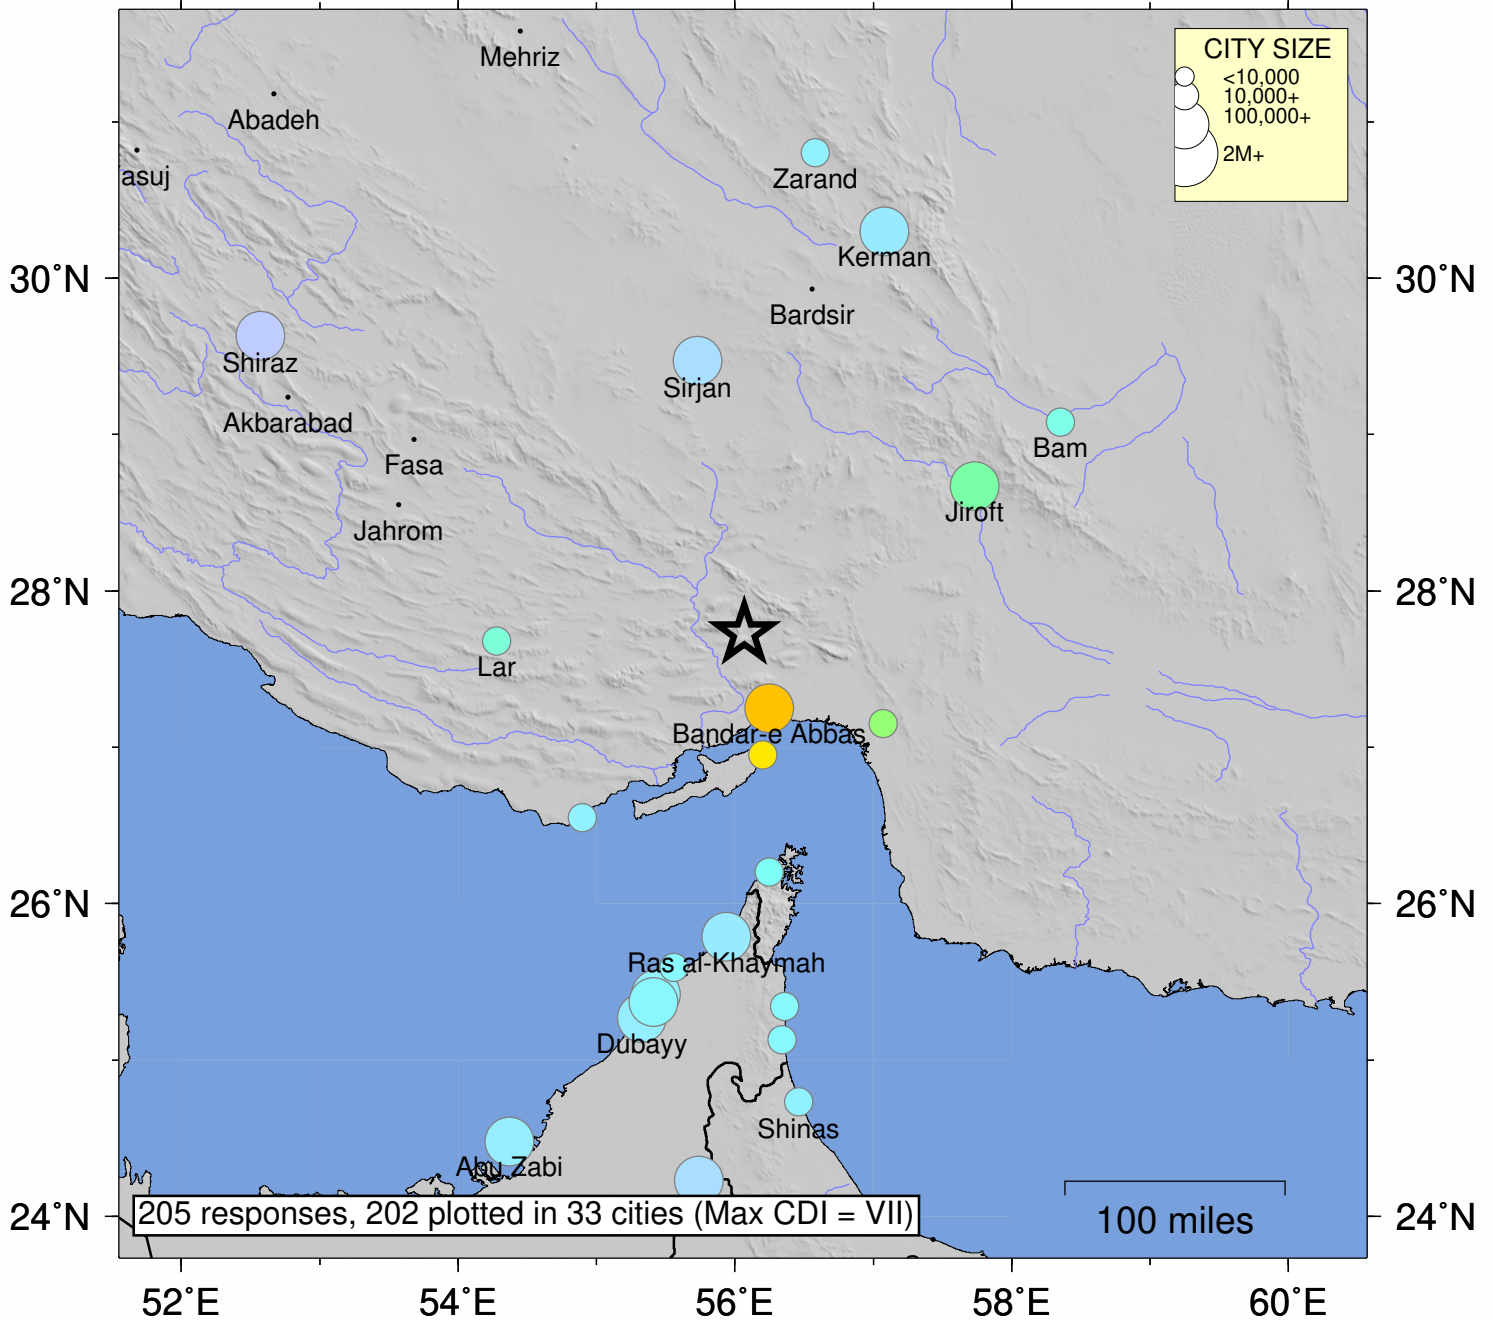 Mehriz
CITY SIZE
<10,000
10,000+
100,000+
2M+
Abadeh
asuj
Zarand
Kerman
30°N
30°N
Bardsir
Shiraz
Sirjan
Akbarabad
Bam
Fasa
Jiroft
Jahrom
28°N
28°N
Lar
Bandar-e Abbas
26°N
26°N
Ras al-Khaymah
Dubayy
Shinas
Abu Zabi
205 responses, 202 plotted in 33 cities (Max CDI = VII)
100 miles
24°N
24°N
52°E
54°E
56°E
58°E
60°E